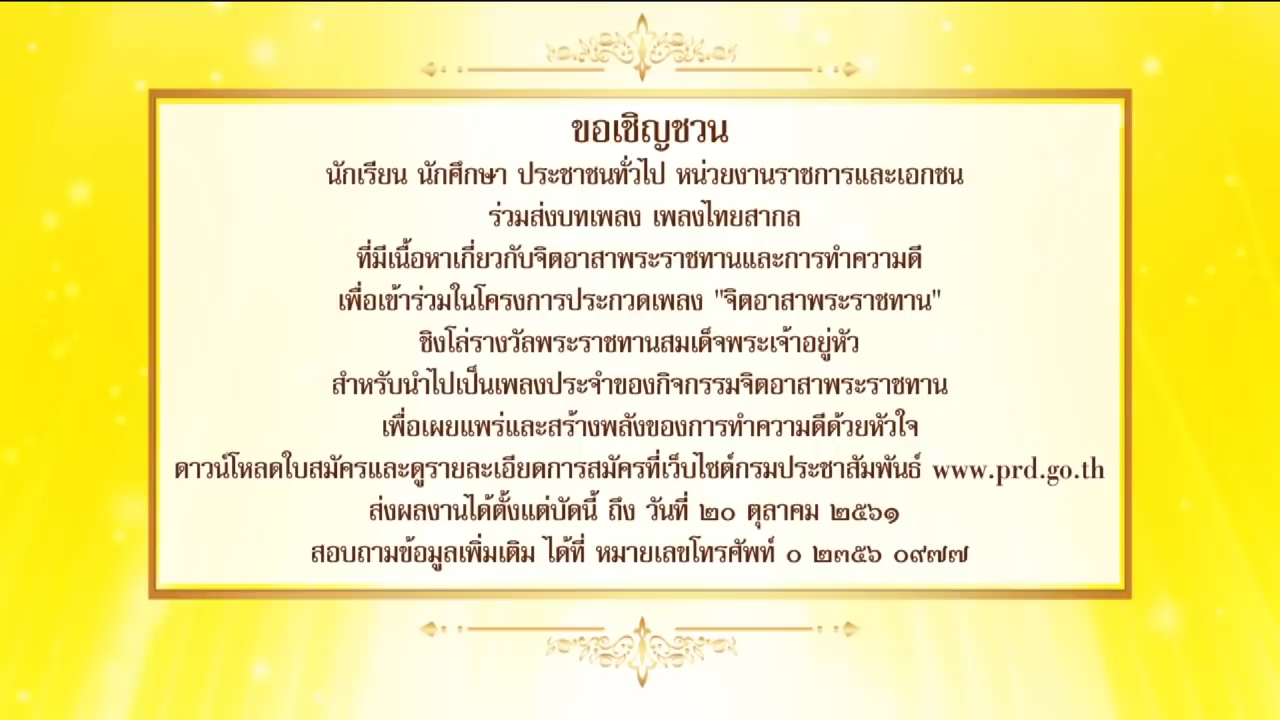 ขอเชิญชวน
นักเรียน นักศึกษา ประชาชนทั่วไป หน่วยงานราชการและเอกชน
ร่วมส่งบทเพลง เพลงไทยสากล
ที่มีเนื้อหาเกี่ยวกับจิตอาสาพระราชทานและการทำความดี
เพื่อเข้าร่วมในโครงการประกวดเพลง "จิตอาสาพระราชทาน"
ชิงโล่รางวัลพระราชทานสมเด็จพระเจ้าอยู่หัว
สำหรับนำไปเป็นเพลงประจำของกิจกรรมจิตอาสาพระราชทาน
เพื่อเผยแพร่และสร้างพลังของการทำความดีด้วยหัวใจ
ดาวน์โหลดใบสมัครและดูรายละเอียดการสมัครที่เว็บไซต์กรมประชาสัมพันธ์ www.prd.go.th
ส่งผลงานได้ตั้งแต่บัดนี้ ถึง วันที่ ๒๐ ตุลาคม ๒๕๖๑
สอบถามข้อมูลเพิ่มเติม ได้ที่ หมายเลขโทรศัพท์ ๐ ๒๓๕๖ ๐๙๗๗